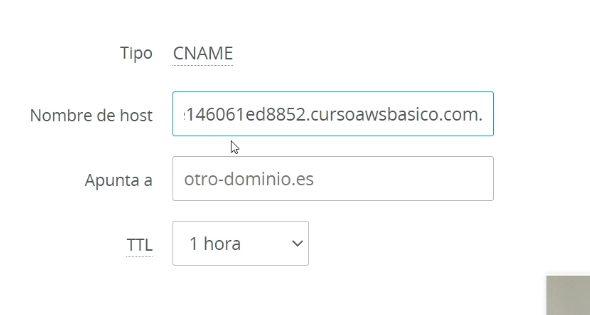 Tipo CNAME
Nombre de host 146061ed8852.cursoawsbasico.com.
Apunta a otro-dominio.es
TTL 1 hora